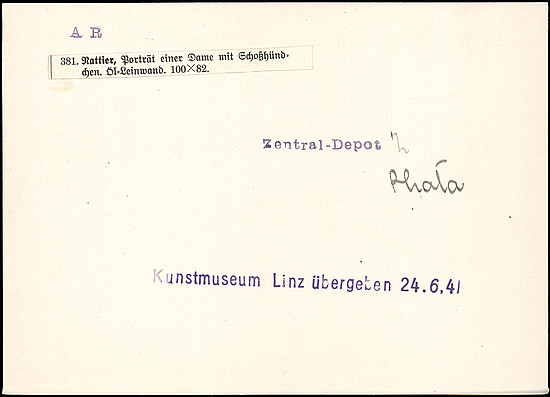 A R
381. Nattier, Porträt einer Dame mit Schoßhünd-
chen. Öl-Leinwand. 100×82.
Zentral-Depot
Kunstmuseum Linz übergeben 24.6.41